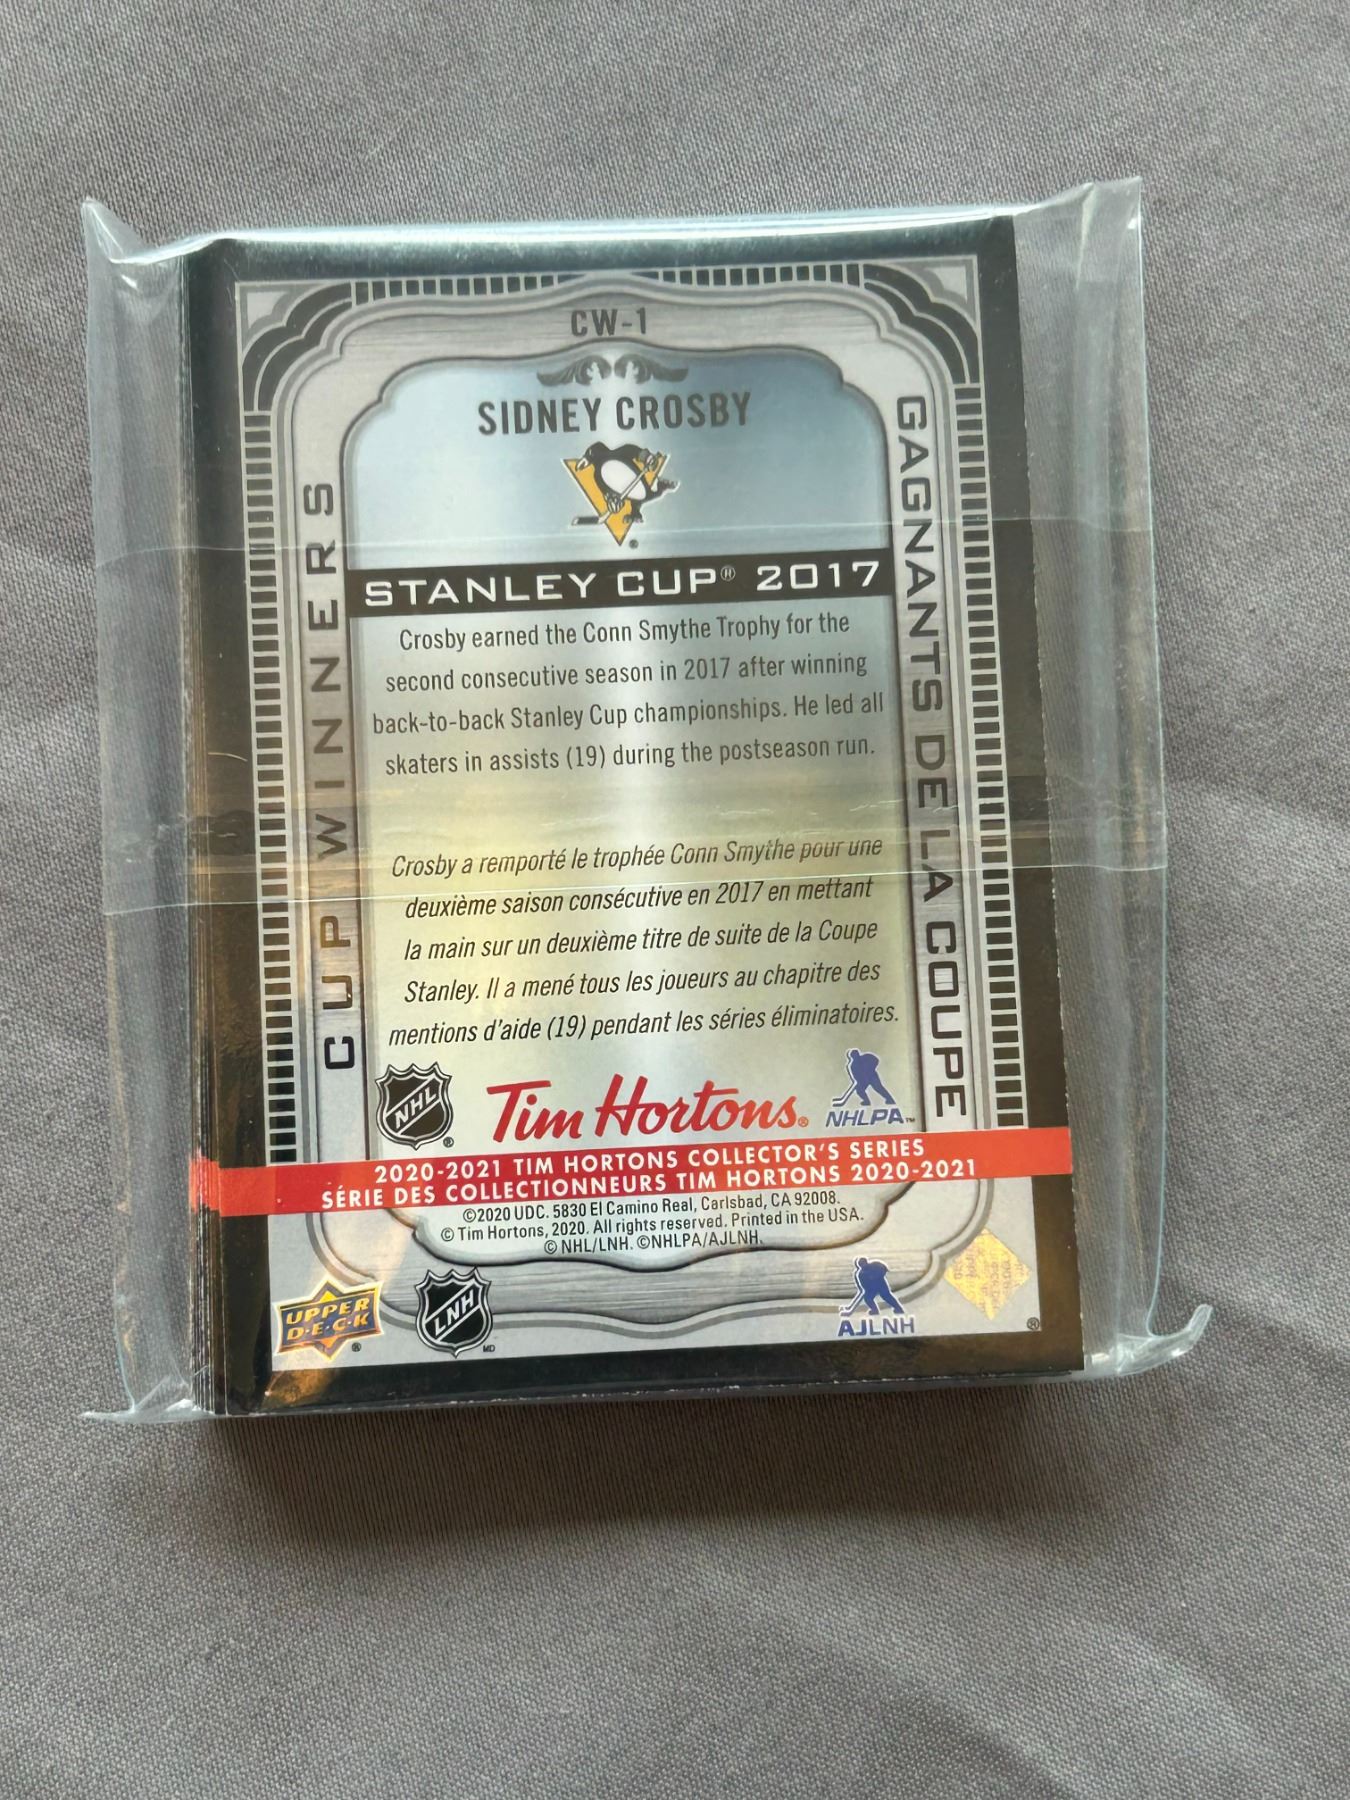 CW-1
SIDNEY CROSBY
CUP WINNERS
GAGNANTS DE LA COUPE
STANLEY CUP® 2017
Crosby earned the Conn Smythe Trophy for the
second consecutive season in 2017 after winning
back-to-back Stanley Cup championships. He led all
skaters in assists (19) during the postseason run.
Crosby a remporté le trophée Conn Smythe pour une
deuxième saison consécutive en 2017 en mettant
la main sur un deuxième titre de suite de la Coupe
Stanley. Il a mené tous les joueurs au chapitre des
mentions d'aide (19) pendant les séries éliminatoires.
NHL®
Tim Hortons®
NHLPA™
2020-2021 TIM HORTONS COLLECTOR'S SERIES
SÉRIE DES COLLECTIONNEURS TIM HORTONS 2020-2021
©2020 UDC. 5830 El Camino Real, Carlsbad, CA 92008.
© Tim Hortons, 2020. All rights reserved. Printed in the USA.
© NHL/LNH. ©NHLPA/AJLNH.
UPPER
D·E·C·K®
LNH MD
AJLNH
®